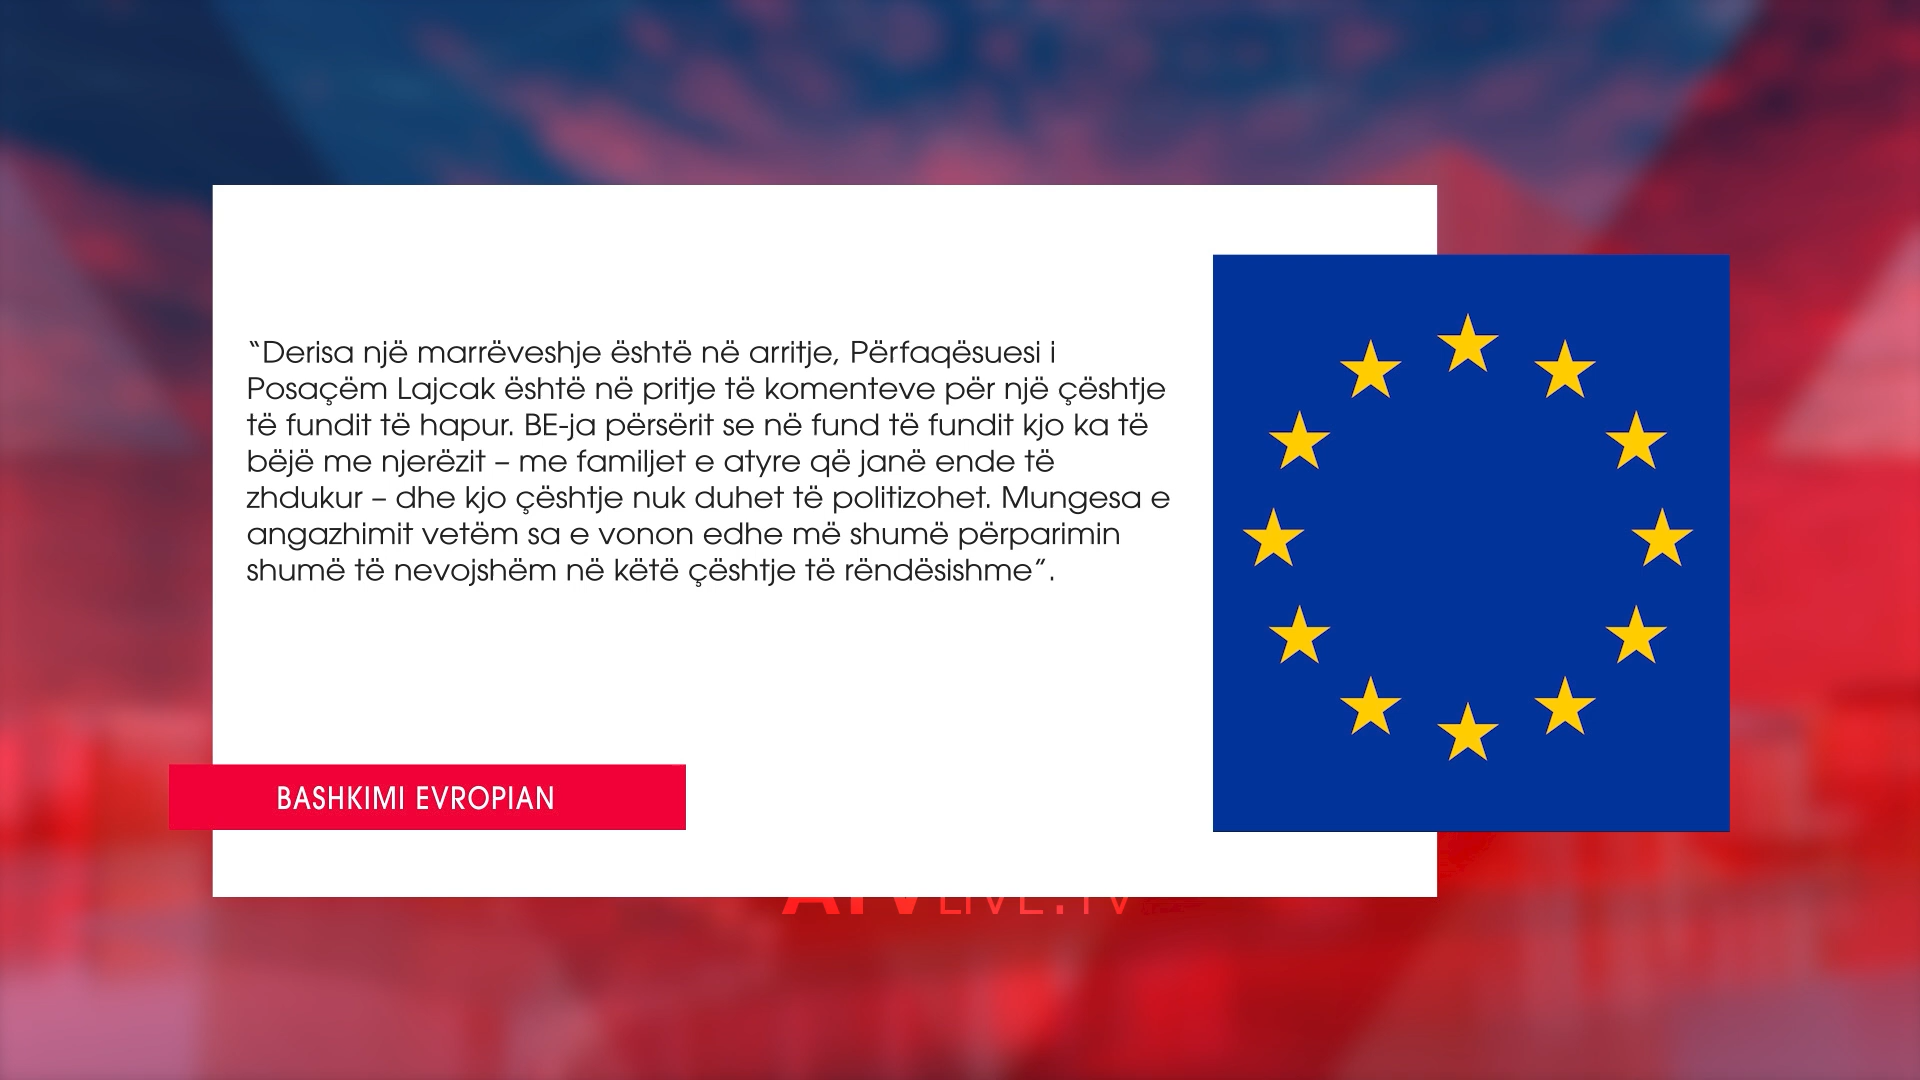 “Derisa një marrëveshje është në arritje, Përfaqësuesi i
Posaçëm Lajcak është në pritje të komenteve për një çështje
të fundit të hapur. BE-ja përsërit se në fund të fundit kjo ka të
bëjë me njerëzit – me familjet e atyre që janë ende të
zhdukur – dhe kjo çështje nuk duhet të politizohet. Mungesa e
angazhimit vetëm sa e vonon edhe më shumë përparimin
shumë të nevojshëm në këtë çështje të rëndësishme”.
BASHKIMI EVROPIAN